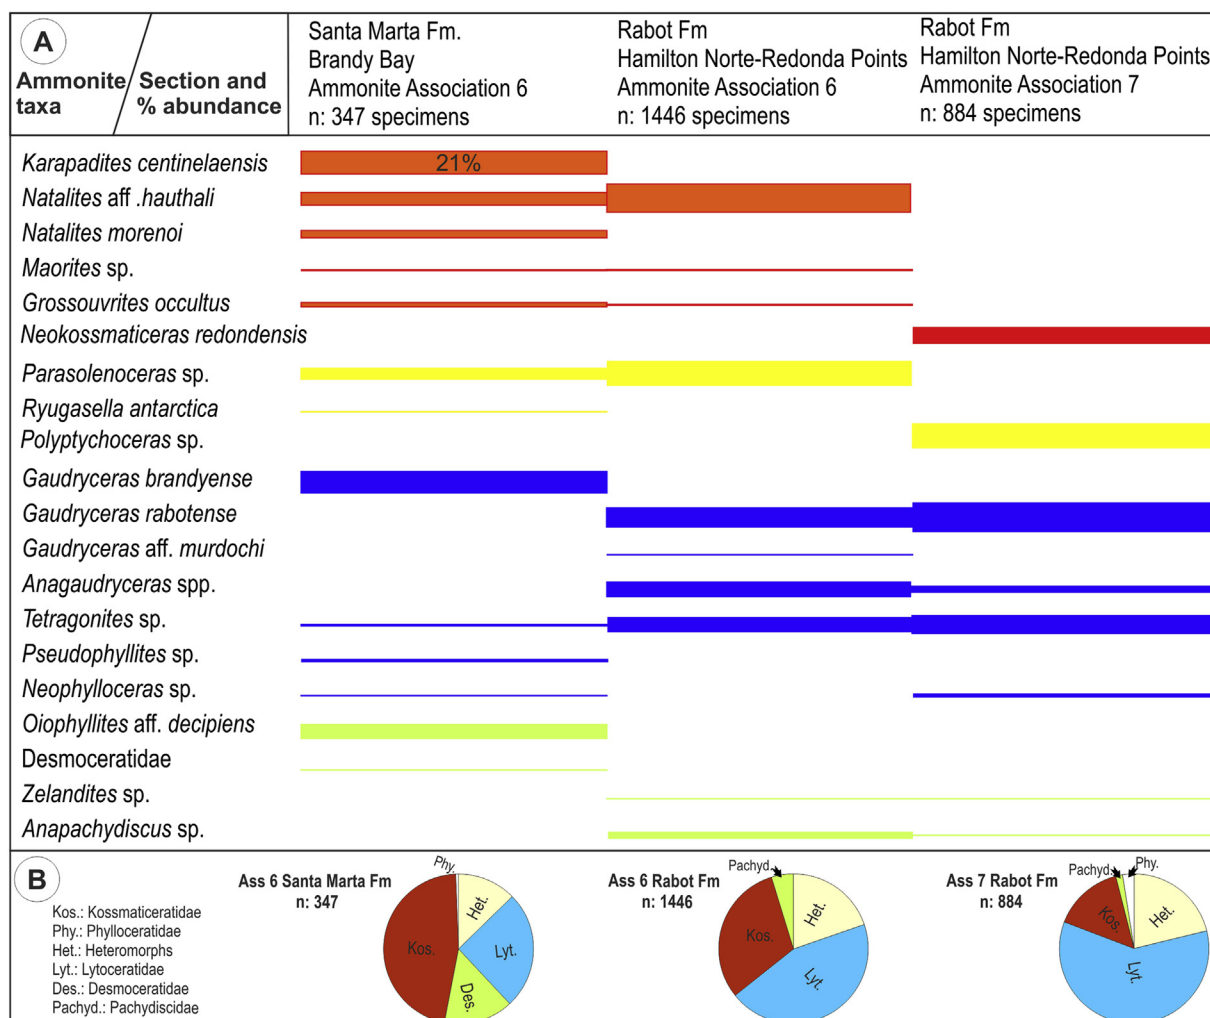 A
Ammonite
taxa
Section and
% abundance
Santa Marta Fm.
Brandy Bay
Ammonite Association 6
n: 347 specimens
Rabot Fm
Hamilton Norte-Redonda Points
Ammonite Association 6
n: 1446 specimens
Rabot Fm
Hamilton Norte-Redonda Points
Ammonite Association 7
n: 884 specimens
Karapadites centinelaensis
21%
Natalites aff .hauthali
Natalites morenoi
Maorites sp.
Grossouvrites occultus
Neokossmaticeras redondensis
Parasolenoceras sp.
Ryugasella antarctica
Polyptychoceras sp.
Gaudryceras brandyense
Gaudryceras rabotense
Gaudryceras aff. murdochi
Anagaudryceras spp.
Tetragonites sp.
Pseudophyllites sp.
Neophylloceras sp.
Oiophyllites aff. decipiens
Desmoceratidae
Zelandites sp.
Anapachydiscus sp.
B
Kos.: Kossmaticeratidae
Phy.: Phylloceratidae
Het.: Heteromorphs
Lyt.: Lytoceratidae
Des.: Desmoceratidae
Pachyd.: Pachydiscidae
Ass 6 Santa Marta Fm
n: 347
Phy.
Het.
Lyt.
Des.
Kos.
Ass 6 Rabot Fm
n: 1446
Pachyd.
Het.
Lyt.
Kos.
Ass 7 Rabot Fm
n: 884
Pachyd.
Phy.
Het.
Lyt.
Kos.